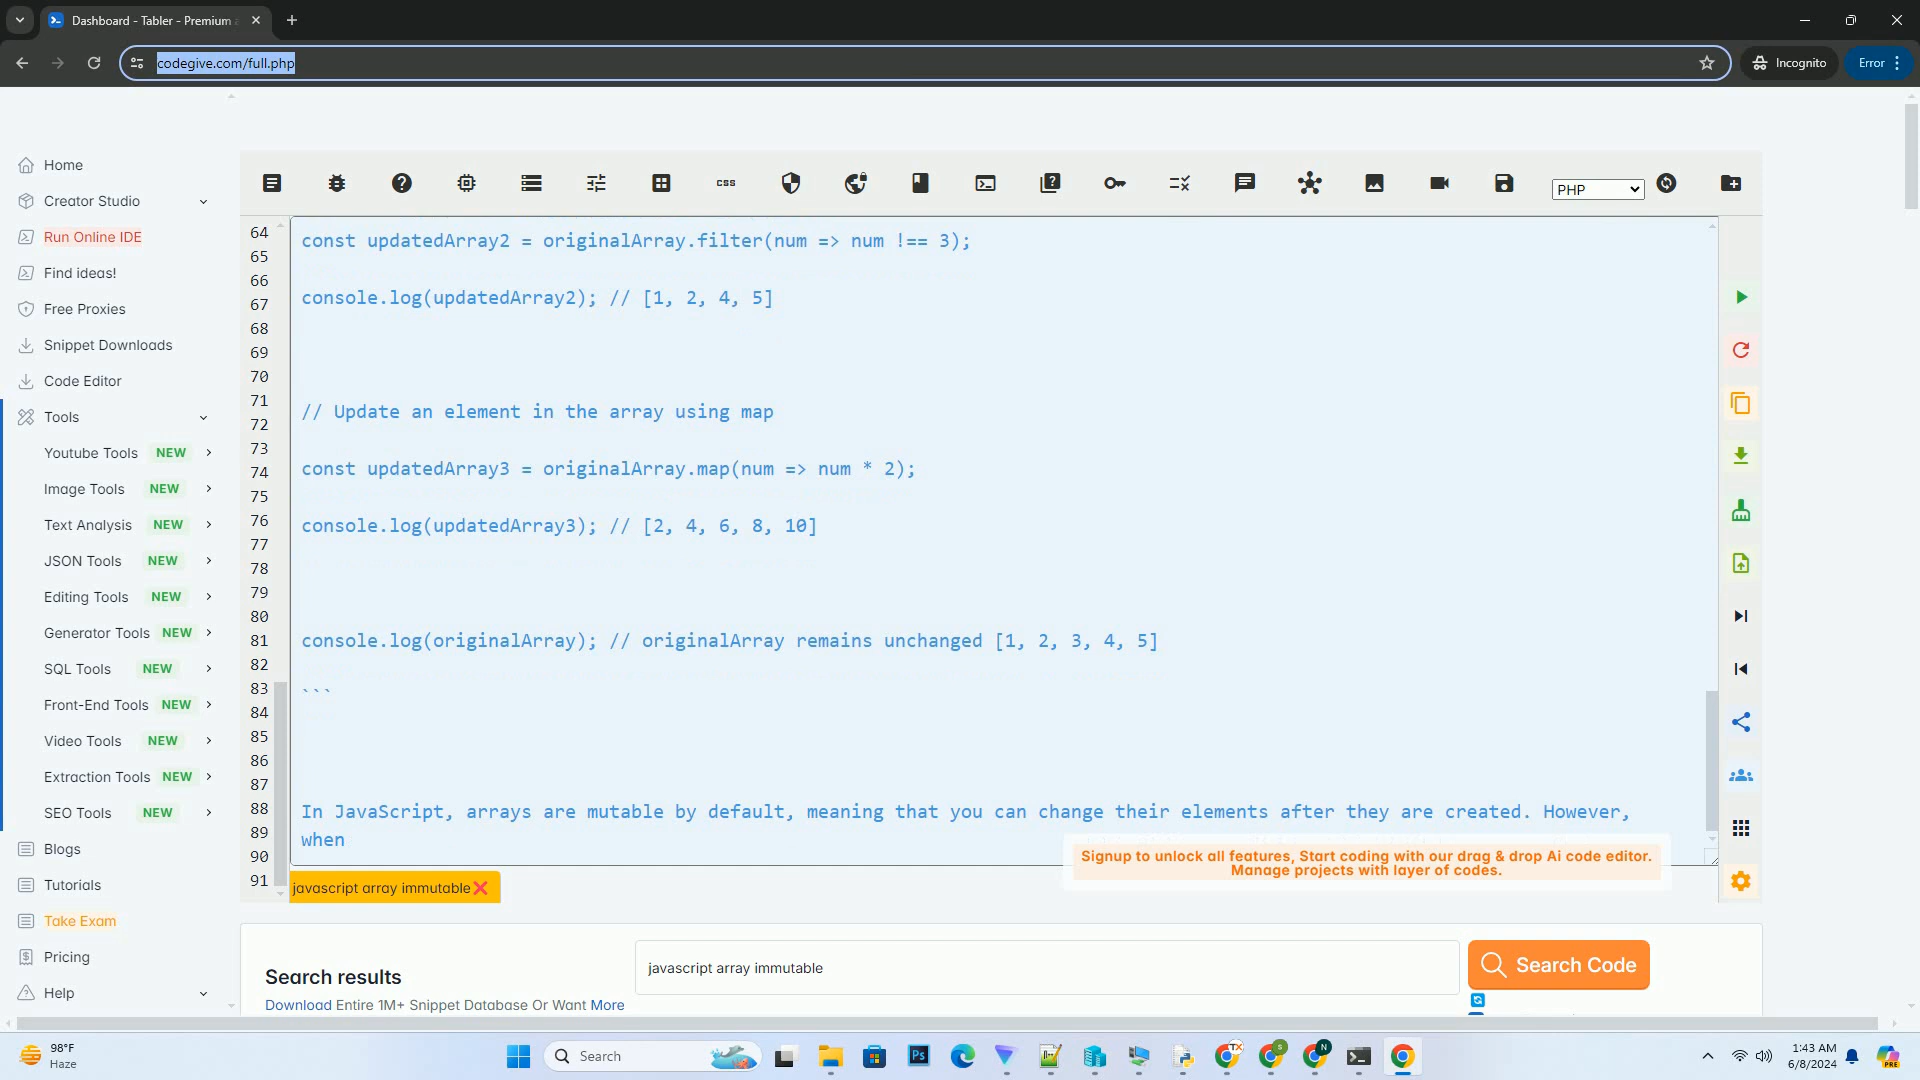 Dashboard - Tabler - Premium
codegive.com/full.php
Incognito
Error
Home
Creator Studio
Run Online IDE
Find ideas!
Free Proxies
Snippet Downloads
Code Editor
Tools
Youtube Tools NEW
Image Tools NEW
Text Analysis NEW
JSON Tools NEW
Editing Tools NEW
Generator Tools NEW
SQL Tools NEW
Front-End Tools NEW
Video Tools NEW
Extraction Tools NEW
SEO Tools NEW
Blogs
Tutorials
Take Exam
Pricing
Help
css
PHP
64
65
66
67
68
69
70
71
72
73
74
75
76
77
78
79
80
81
82
83
84
85
86
87
88
89
90
91
const updatedArray2 = originalArray.filter(num => num !== 3);
console.log(updatedArray2); // [1, 2, 4, 5]
// Update an element in the array using map
const updatedArray3 = originalArray.map(num => num * 2);
console.log(updatedArray3); // [2, 4, 6, 8, 10]
console.log(originalArray); // originalArray remains unchanged [1, 2, 3, 4, 5]
```
In JavaScript, arrays are mutable by default, meaning that you can change their elements after they are created. However,
when
Signup to unlock all features, Start coding with our drag & drop Ai code editor.
Manage projects with layer of codes.
javascript array immutable
Search results
Download Entire 1M+ Snippet Database Or Want More
javascript array immutable
Search Code
98°F
Haze
Search
1:43 AM
6/8/2024